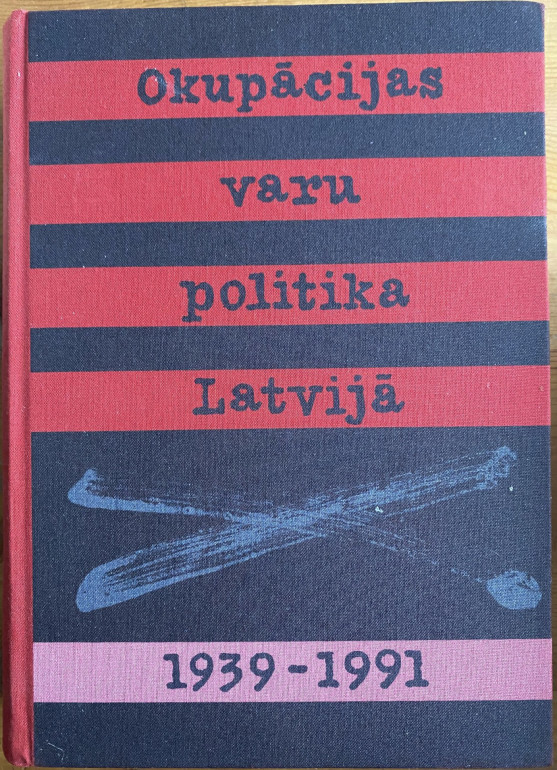 Okupācijas
varu
politika
Latvijā
1939-1991